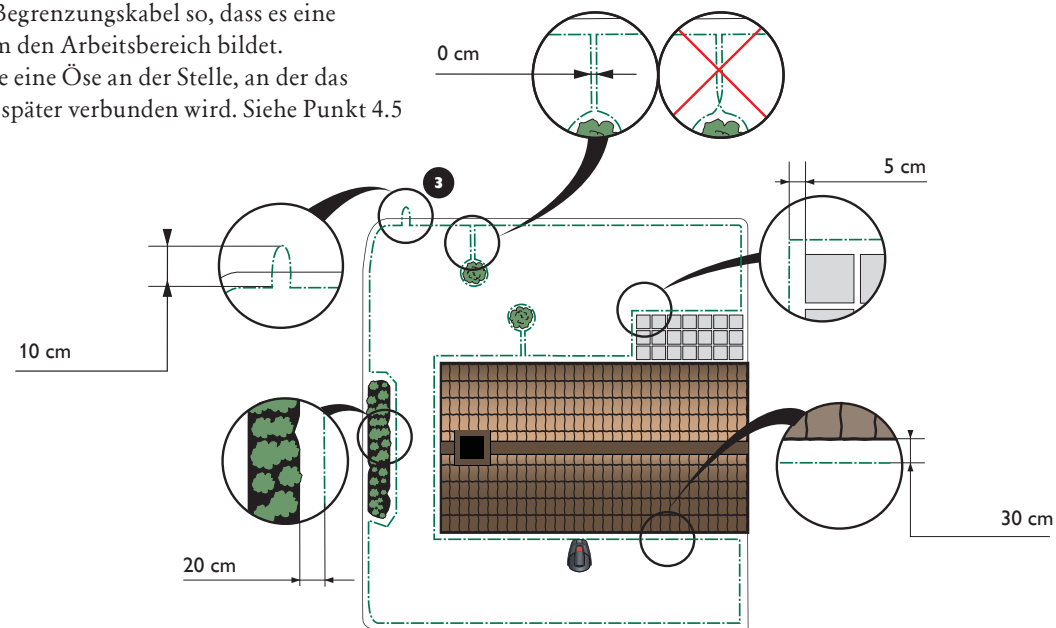 Begrenzungskabel so, dass es eine
den Arbeitsbereich bildet.
eine Öse an der Stelle, an der das
später verbunden wird. Siehe Punkt 4.5
0 cm
5 cm
3
10 cm
20 cm
30 cm